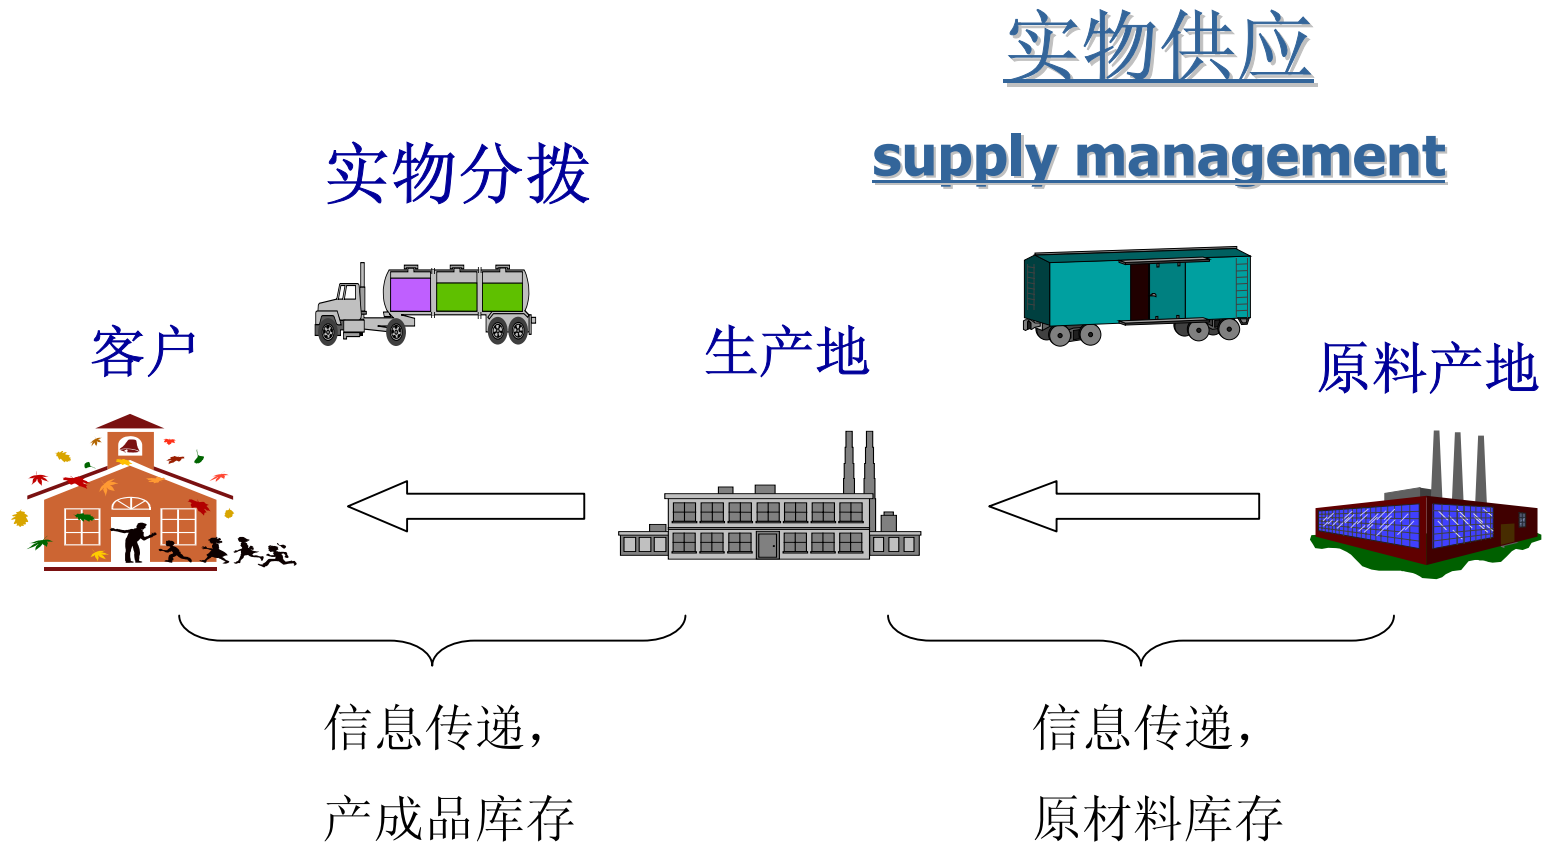 实物供应
supply management
实物分拨
客户
生产地
原料产地
信息传递，
产成品库存
信息传递，
原材料库存